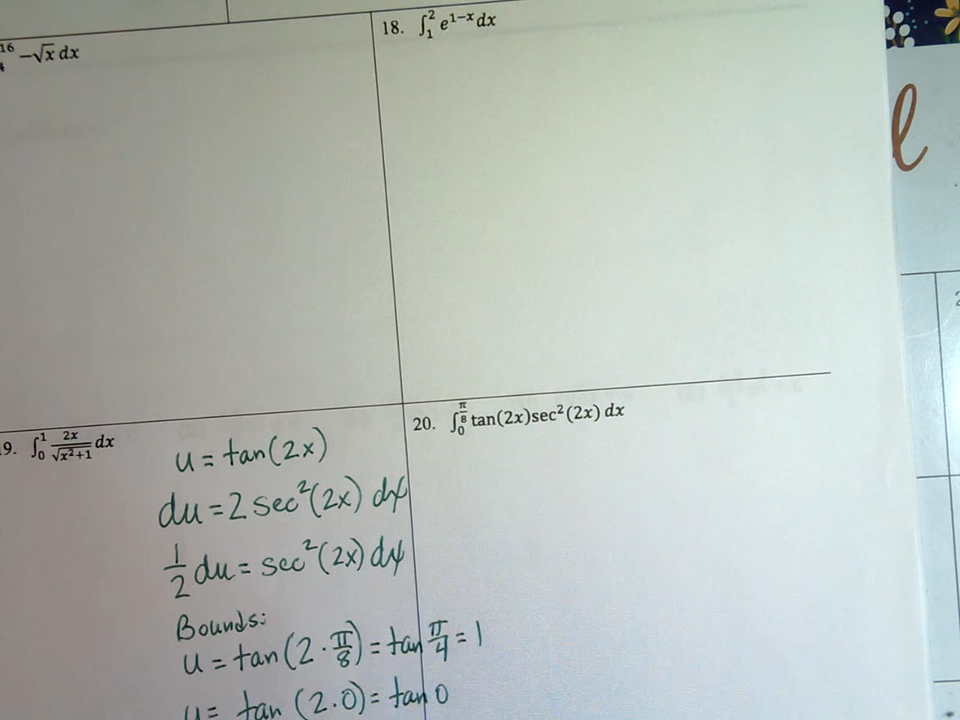 16
4 −√x dx
18. ∫₁² e^{1−x} dx
l
9. ∫₀¹ 2x/√(x²+1) dx
20. ∫₀^{π/8} tan(2x)sec²(2x) dx
u = tan(2x)
du = 2 sec²(2x) dx
1/2 du = sec²(2x) dx
Bounds:
u = tan(2·π/8) = tan π/4 = 1
u = tan (2.0) = tan 0